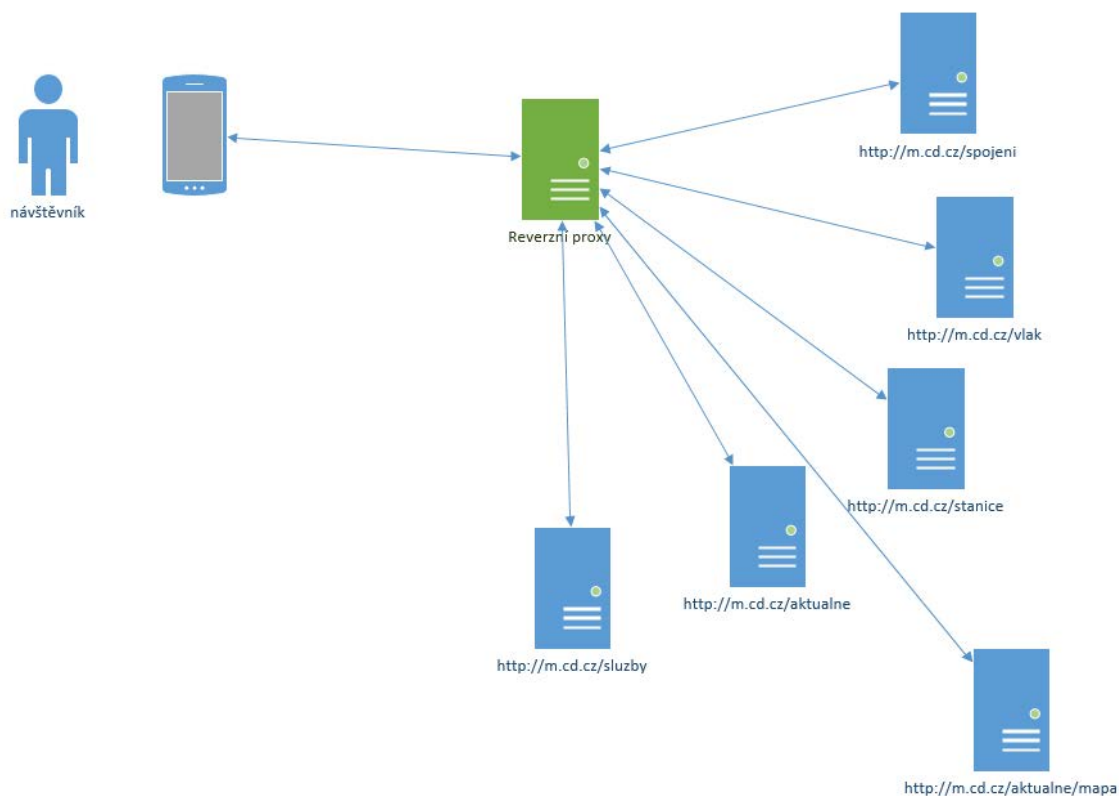 http://m.cd.cz/spojeni
návštěvník
Reverzní proxy
http://m.cd.cz/vlak
http://m.cd.cz/stanice
http://m.cd.cz/aktualne
http://m.cd.cz/sluzby
http://m.cd.cz/aktualne/mapa